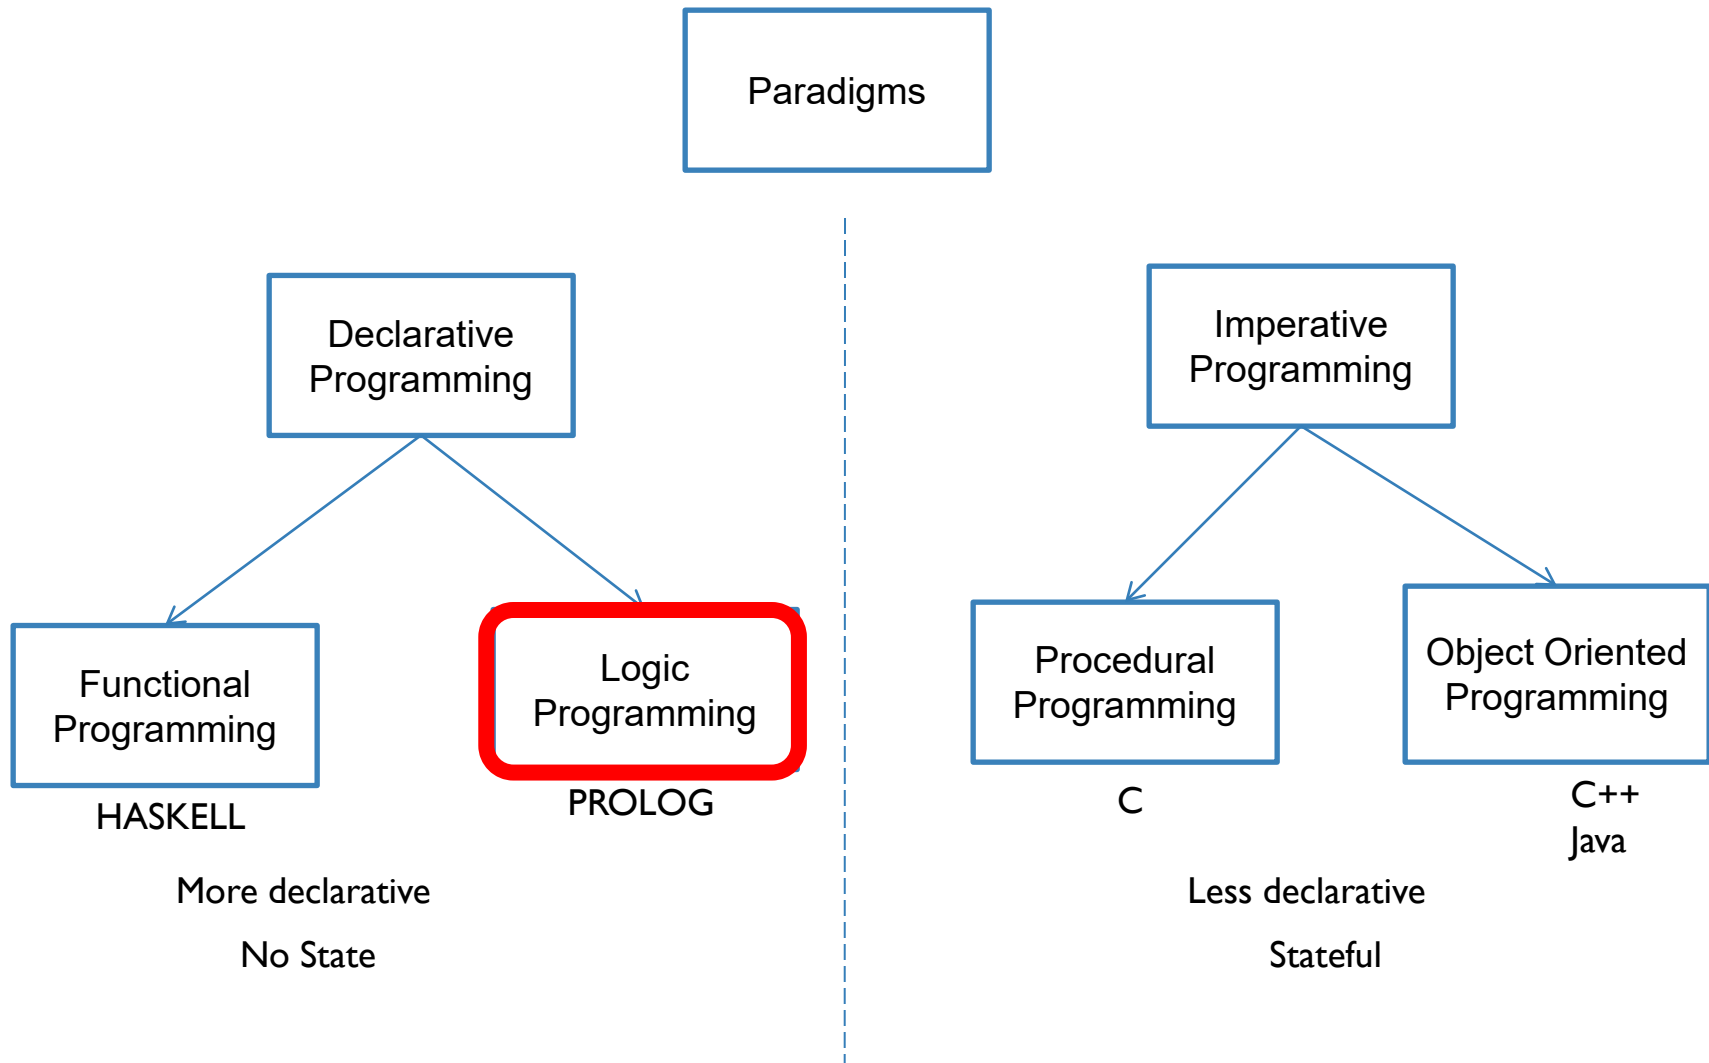 Paradigms
Declarative
Programming
Imperative
Programming
Functional
Programming
HASKELL
Logic
Programming
PROLOG
Procedural
Programming
C
Object Oriented
Programming
C++
Java
More declarative
No State
Less declarative
Stateful